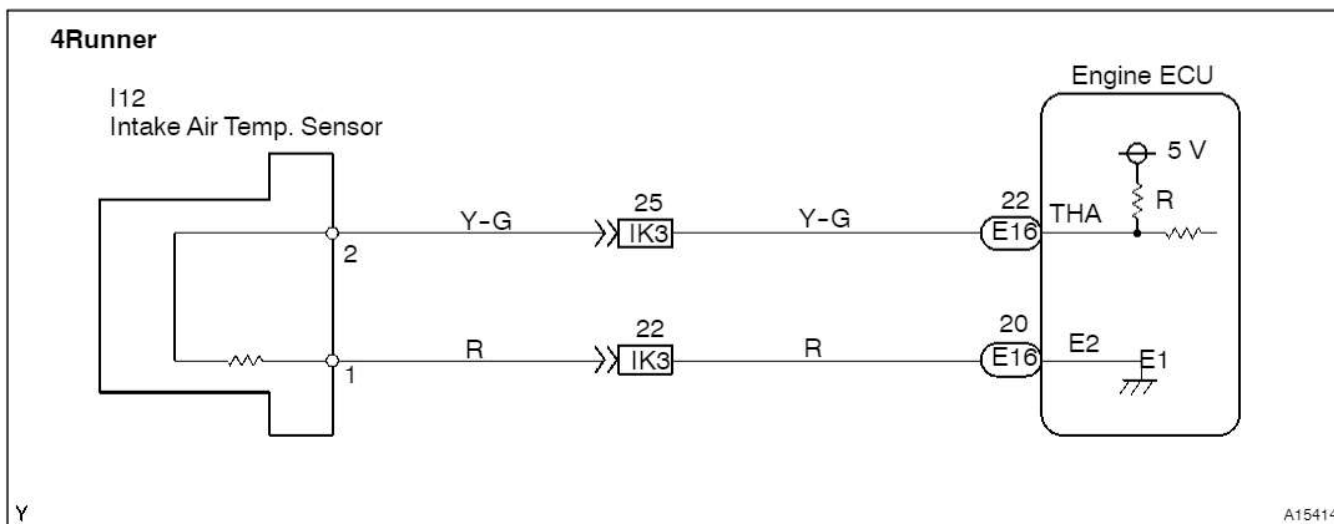 4Runner
I12
Intake Air Temp. Sensor
Engine ECU
5 V
R
25
Y-G
IK3
Y-G
22
E16
THA
2
22
R
IK3
R
20
E16
E2
E1
1
Y
A15414